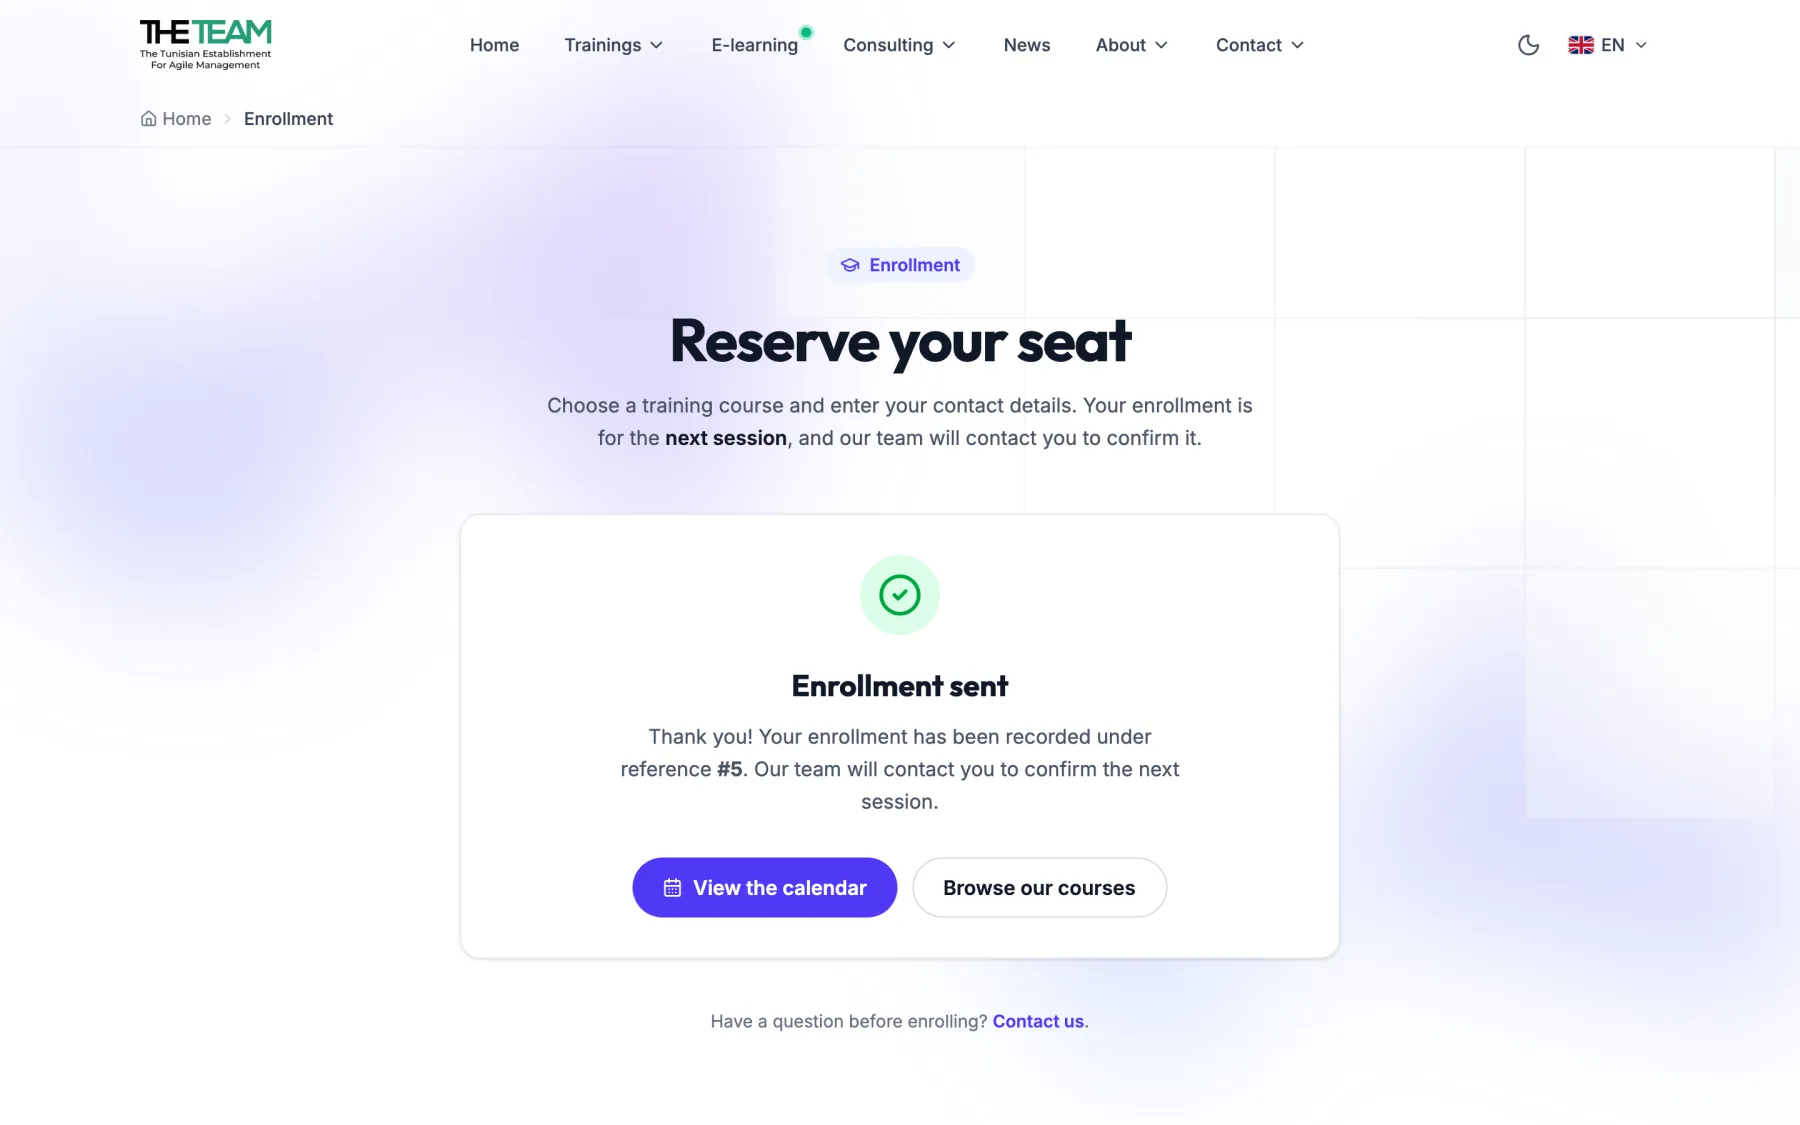 THETEAM
The Tunisian Establishment
For Agile Management
Home
Trainings
E-learning
Consulting
News
About
Contact
EN
Home
Enrollment
Enrollment
Reserve your seat
Choose a training course and enter your contact details. Your enrollment is
for the next session, and our team will contact you to confirm it.
Enrollment sent
Thank you! Your enrollment has been recorded under
reference #5. Our team will contact you to confirm the next
session.
View the calendar
Browse our courses
Have a question before enrolling? Contact us.